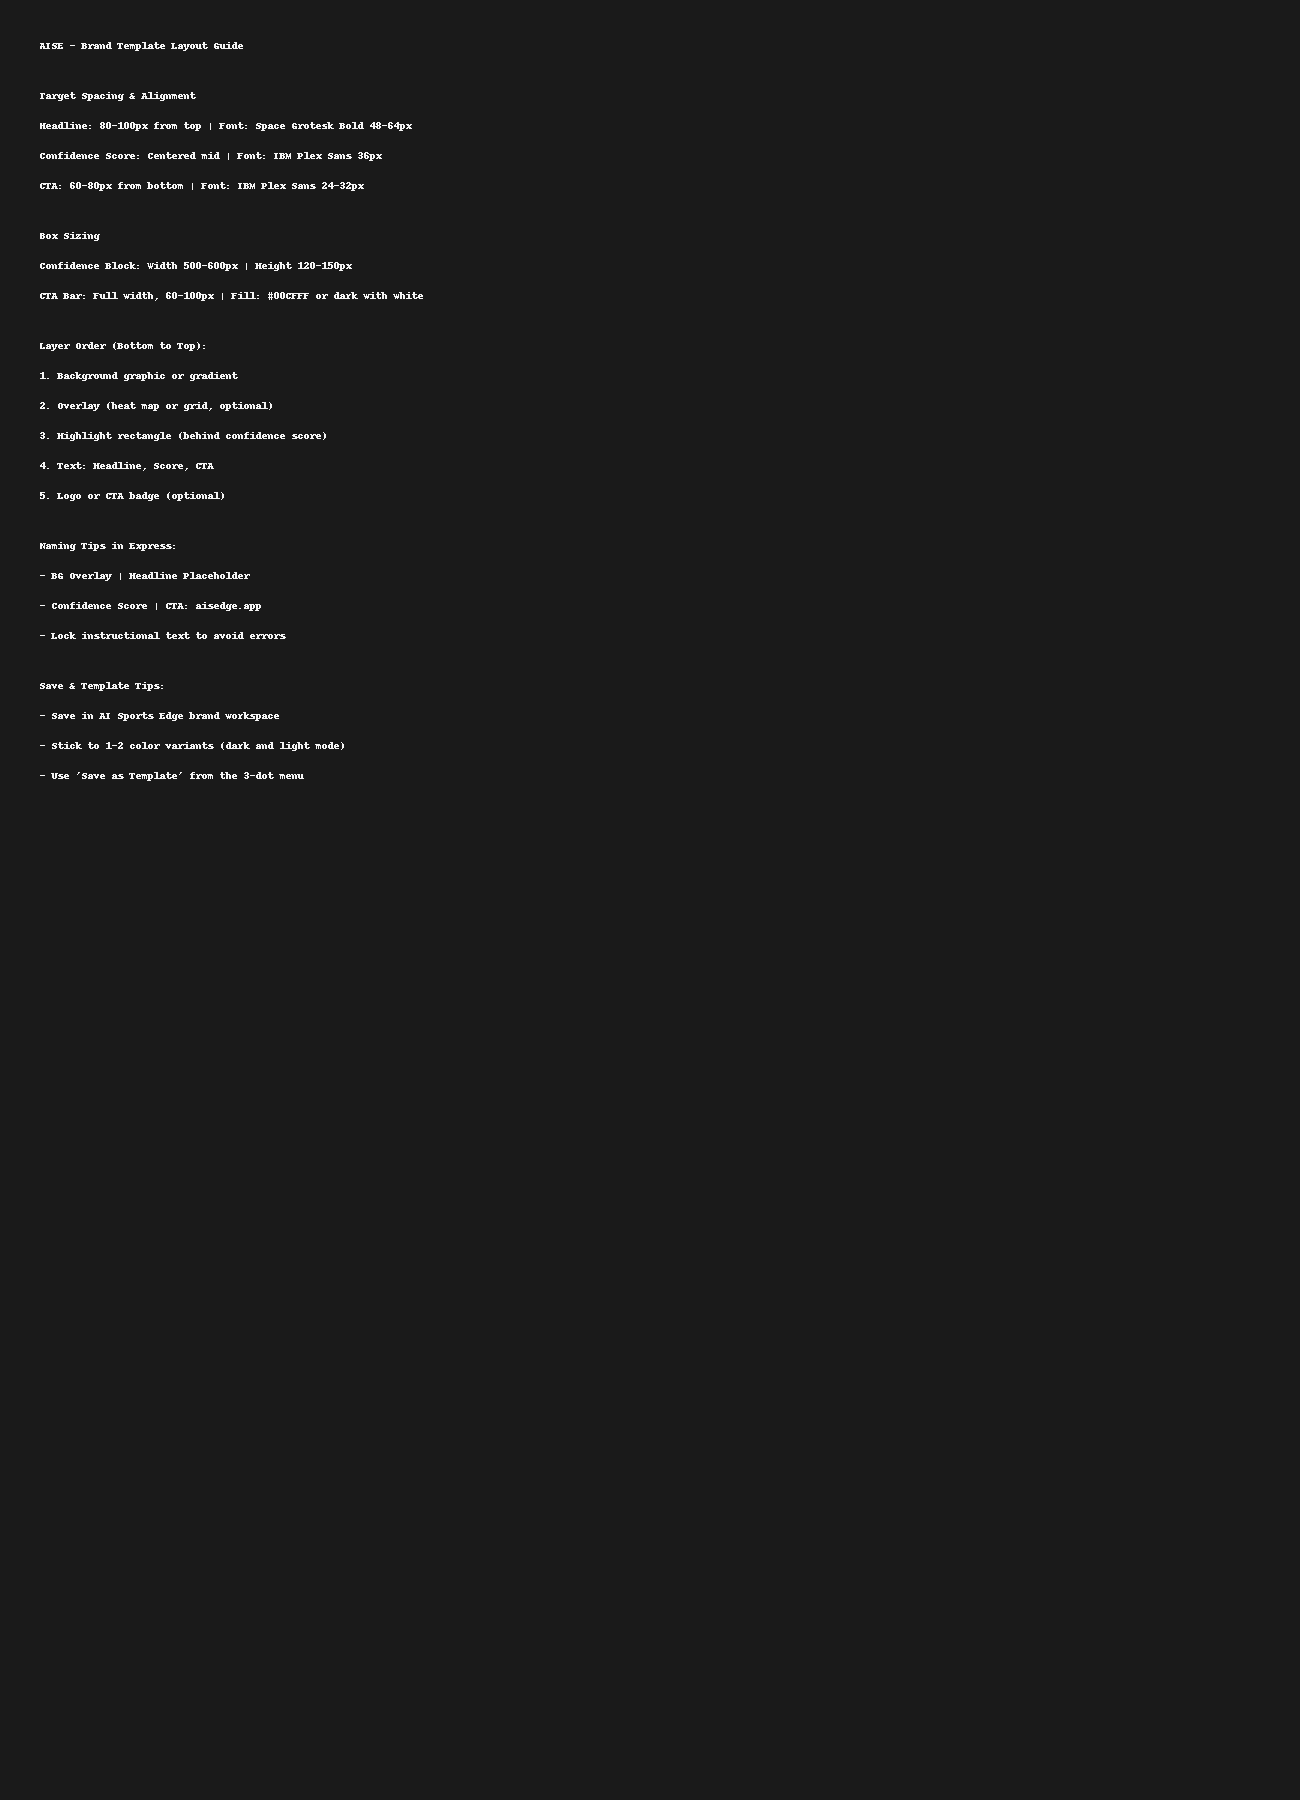 AISE - Brand Template Layout Guide
Target Spacing & Alignment
Headline: 80-100px from top | Font: Space Grotesk Bold 48-64px
Confidence Score: Centered mid | Font: IBM Plex Sans 36px
CTA: 60-80px from bottom | Font: IBM Plex Sans 24-32px
Box Sizing
Confidence Block: Width 500-600px | Height 120-150px
CTA Bar: Full width, 60-100px | Fill: #00CFFF or dark with white
Layer Order (Bottom to Top):
1. Background graphic or gradient
2. Overlay (heat map or grid, optional)
3. Highlight rectangle (behind confidence score)
4. Text: Headline, Score, CTA
5. Logo or CTA badge (optional)
Naming Tips in Express:
- BG Overlay | Headline Placeholder
- Confidence Score | CTA: aisedge.app
- Lock instructional text to avoid errors
Save & Template Tips:
- Save in AI Sports Edge brand workspace
- Stick to 1-2 color variants (dark and light mode)
- Use 'Save as Template' from the 3-dot menu